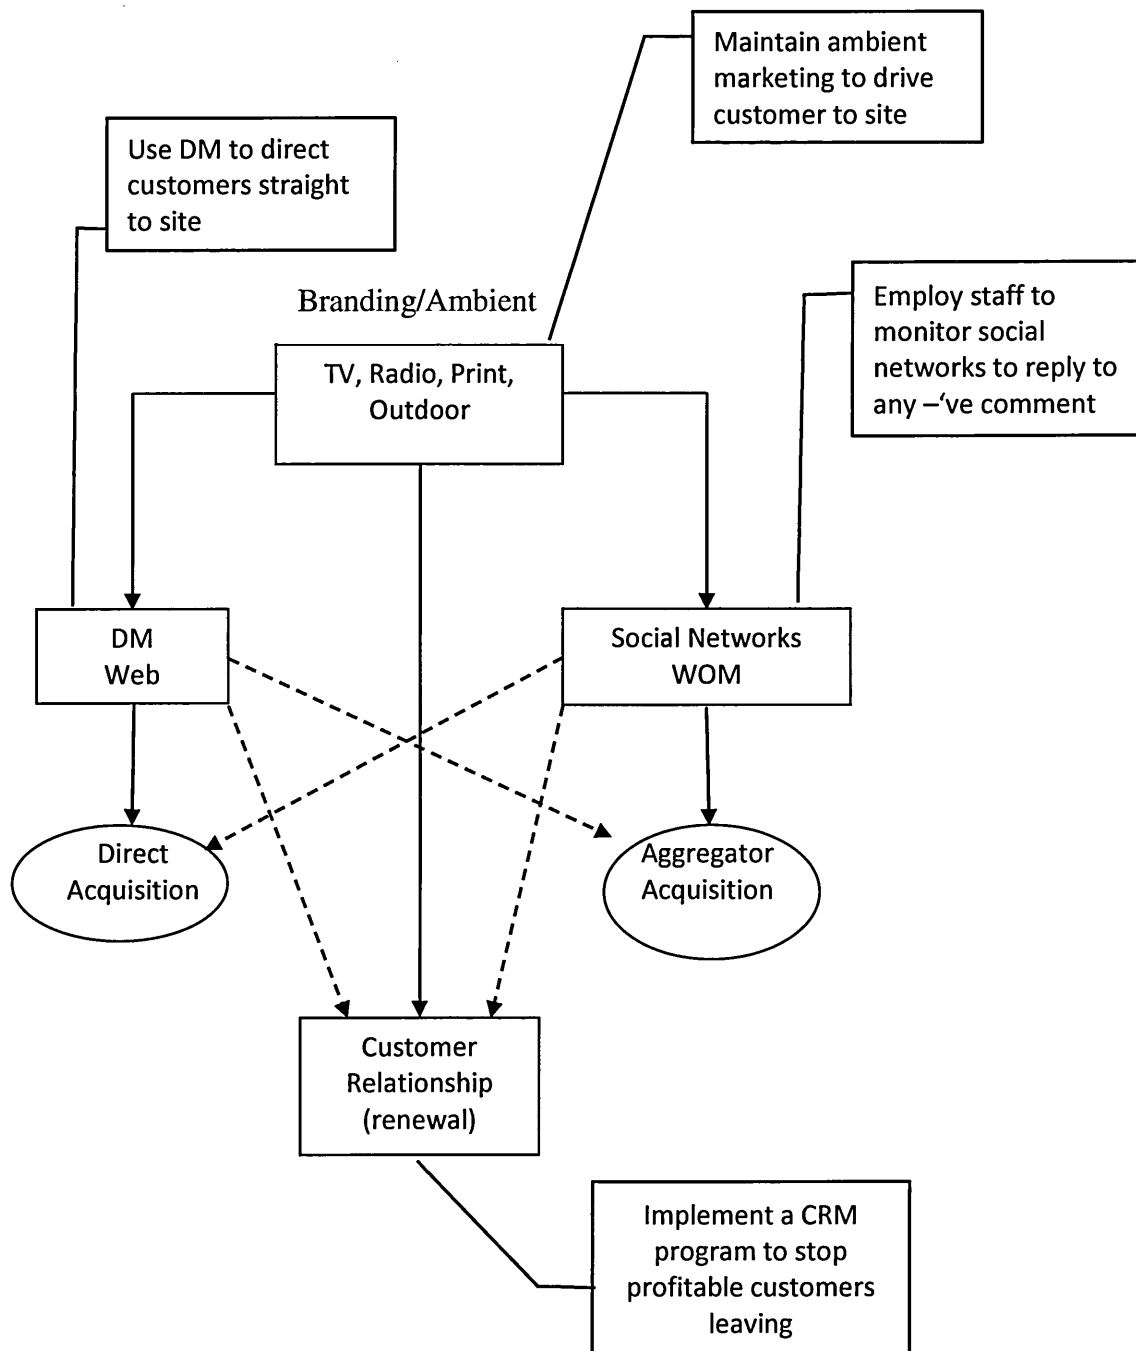 Maintain ambient
marketing to drive
customer to site
Use DM to direct
customers straight
to site
Branding/Ambient
Employ staff to
monitor social
networks to reply to
any –‘ve comment
TV, Radio, Print,
Outdoor
DM
Web
Social Networks
WOM
Direct
Acquisition
Aggregator
Acquisition
Customer
Relationship
(renewal)
Implement a CRM
program to stop
profitable customers
leaving